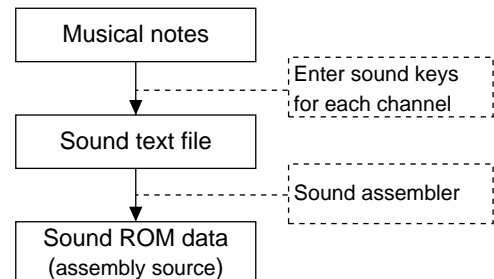 Musical notes
Enter sound keys
for each channel
Sound text file
Sound assembler
Sound ROM data
(assembly source)